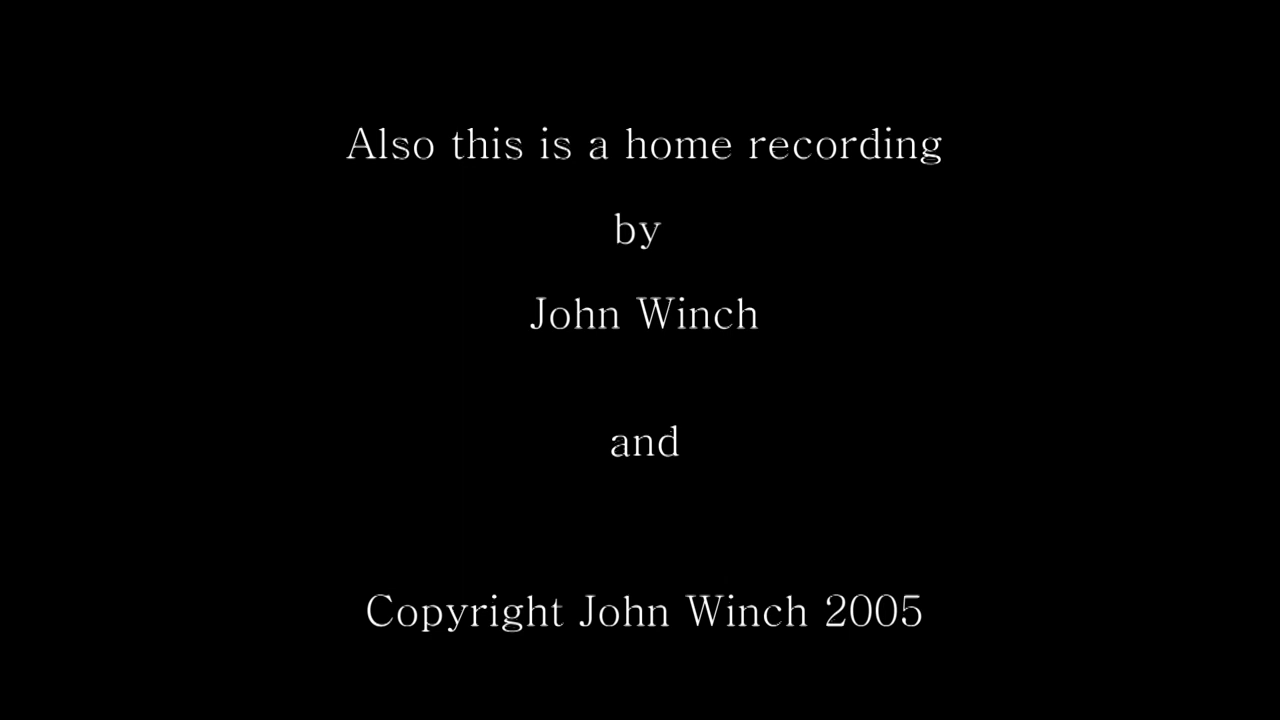 Also this is a home recording
by
John Winch
and
Copyright John Winch 2005